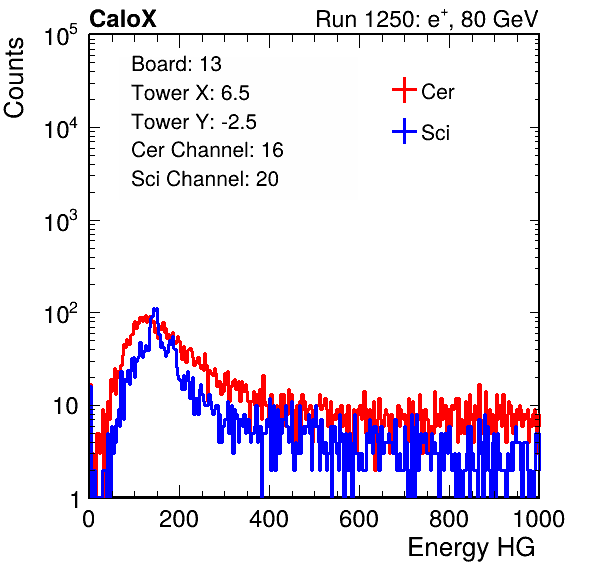 CaloX Run 1250: e⁺, 80 GeV
Counts
Board: 13
Tower X: 6.5
Tower Y: -2.5
Cer Channel: 16
Sci Channel: 20
Cer
Sci
10⁵
10⁴
10³
10²
10
1
0 200 400 600 800 1000
Energy HG